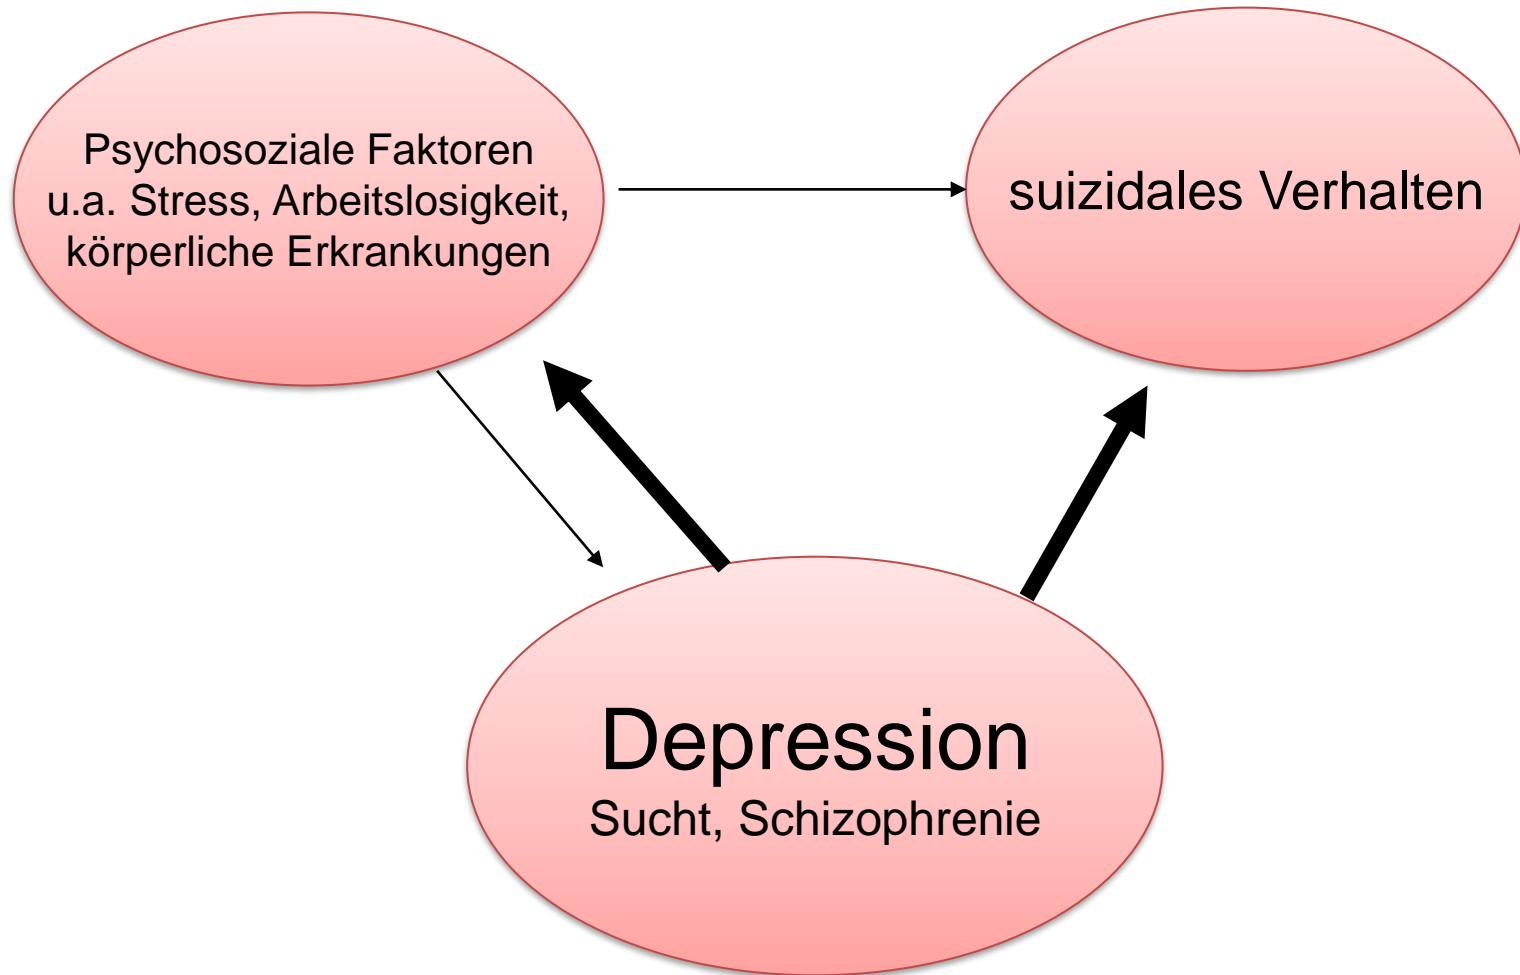 Psychosoziale Faktoren
u.a. Stress, Arbeitslosigkeit,
körperliche Erkrankungen
suizidales Verhalten
Depression
Sucht, Schizophrenie